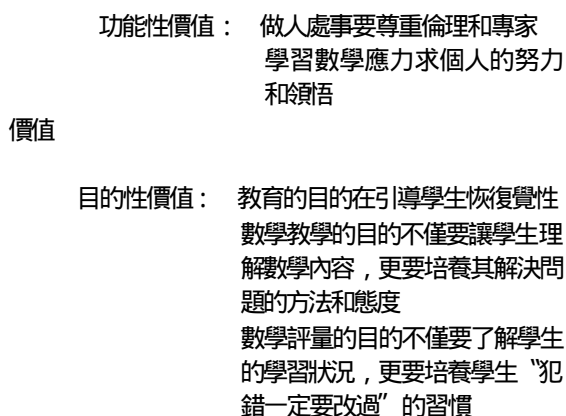 功能性價值： 做人處事要尊重倫理和專家
學習數學應力求個人的努力
和領悟
價值
目的性價值： 教育的目的在引導學生恢復覺性
數學教學的目的不僅要讓學生理
解數學內容，更要培養其解決問
題的方法和態度
數學評量的目的不僅要了解學生
的學習狀況，更要培養學生〝犯
錯一定要改過〞的習慣